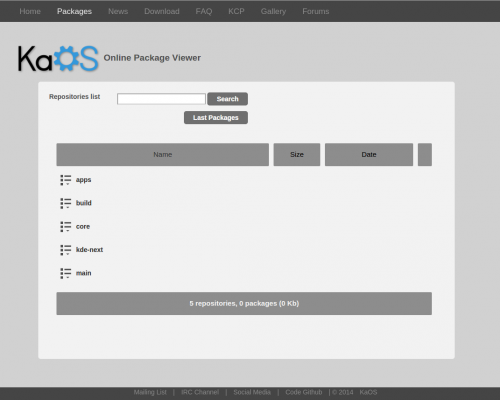 Home Packages News Download FAQ KCP Gallery Forums
KaOS Online Package Viewer
Repositories list Search
Last Packages
Name Size Date
apps
build
core
kde-next
main
5 repositories, 0 packages (0 Kb)
Mailing List | IRC Channel | Social Media | Code Github | © 2014 KaOS